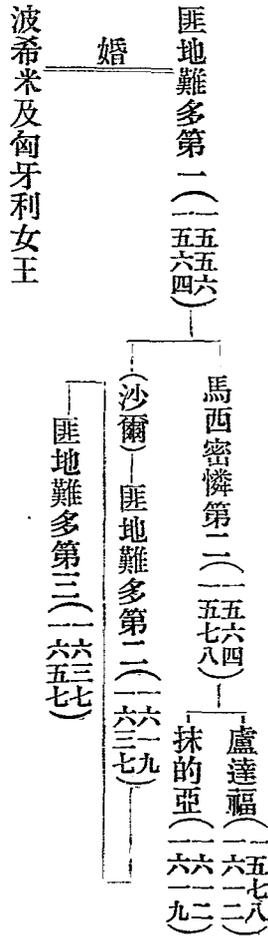 匪地難多第一(一五五六一五六四)
婚
波希米及匈牙利女王
馬西密憐第二(一五六四一五七八)
盧達福(一五七八一六一二)
抹的亞(一六一二一六一九)
(沙爾)
匪地難多第二(一六一九一六三七)
匪地難多第三(一六三七一六五七)